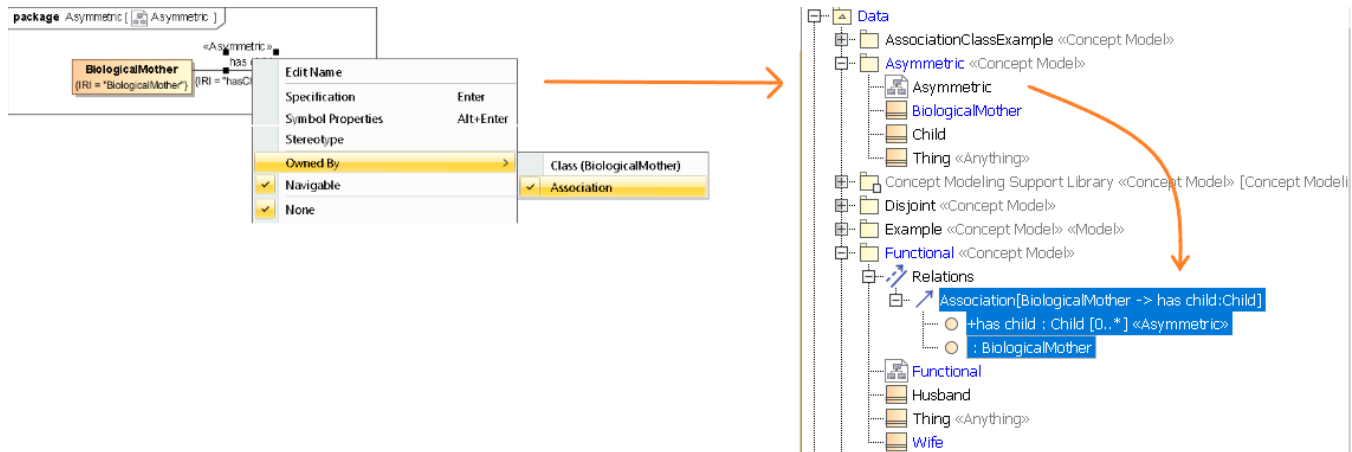 package Asymmetric [ Asymmetric ]
«Asymmetric»
has
BiologicalMother
{IRI = "BiologicalMother"}
{IRI = "hasC
Edit Name
Specification Enter
Symbol Properties Alt+Enter
Stereotype
Owned By >
Navigable
None
Class (BiologicalMother)
Association
Data
AssociationClassExample «Concept Model»
Asymmetric «Concept Model»
Asymmetric
BiologicalMother
Child
Thing «Anything»
Concept Modeling Support Library «Concept Model» [Concept Modeli
Disjoint «Concept Model»
Example «Concept Model» «Model»
Functional «Concept Model»
Relations
Association[BiologicalMother -> has child:Child]
+has child : Child [0..*] «Asymmetric»
: BiologicalMother
Functional
Husband
Thing «Anything»
Wife